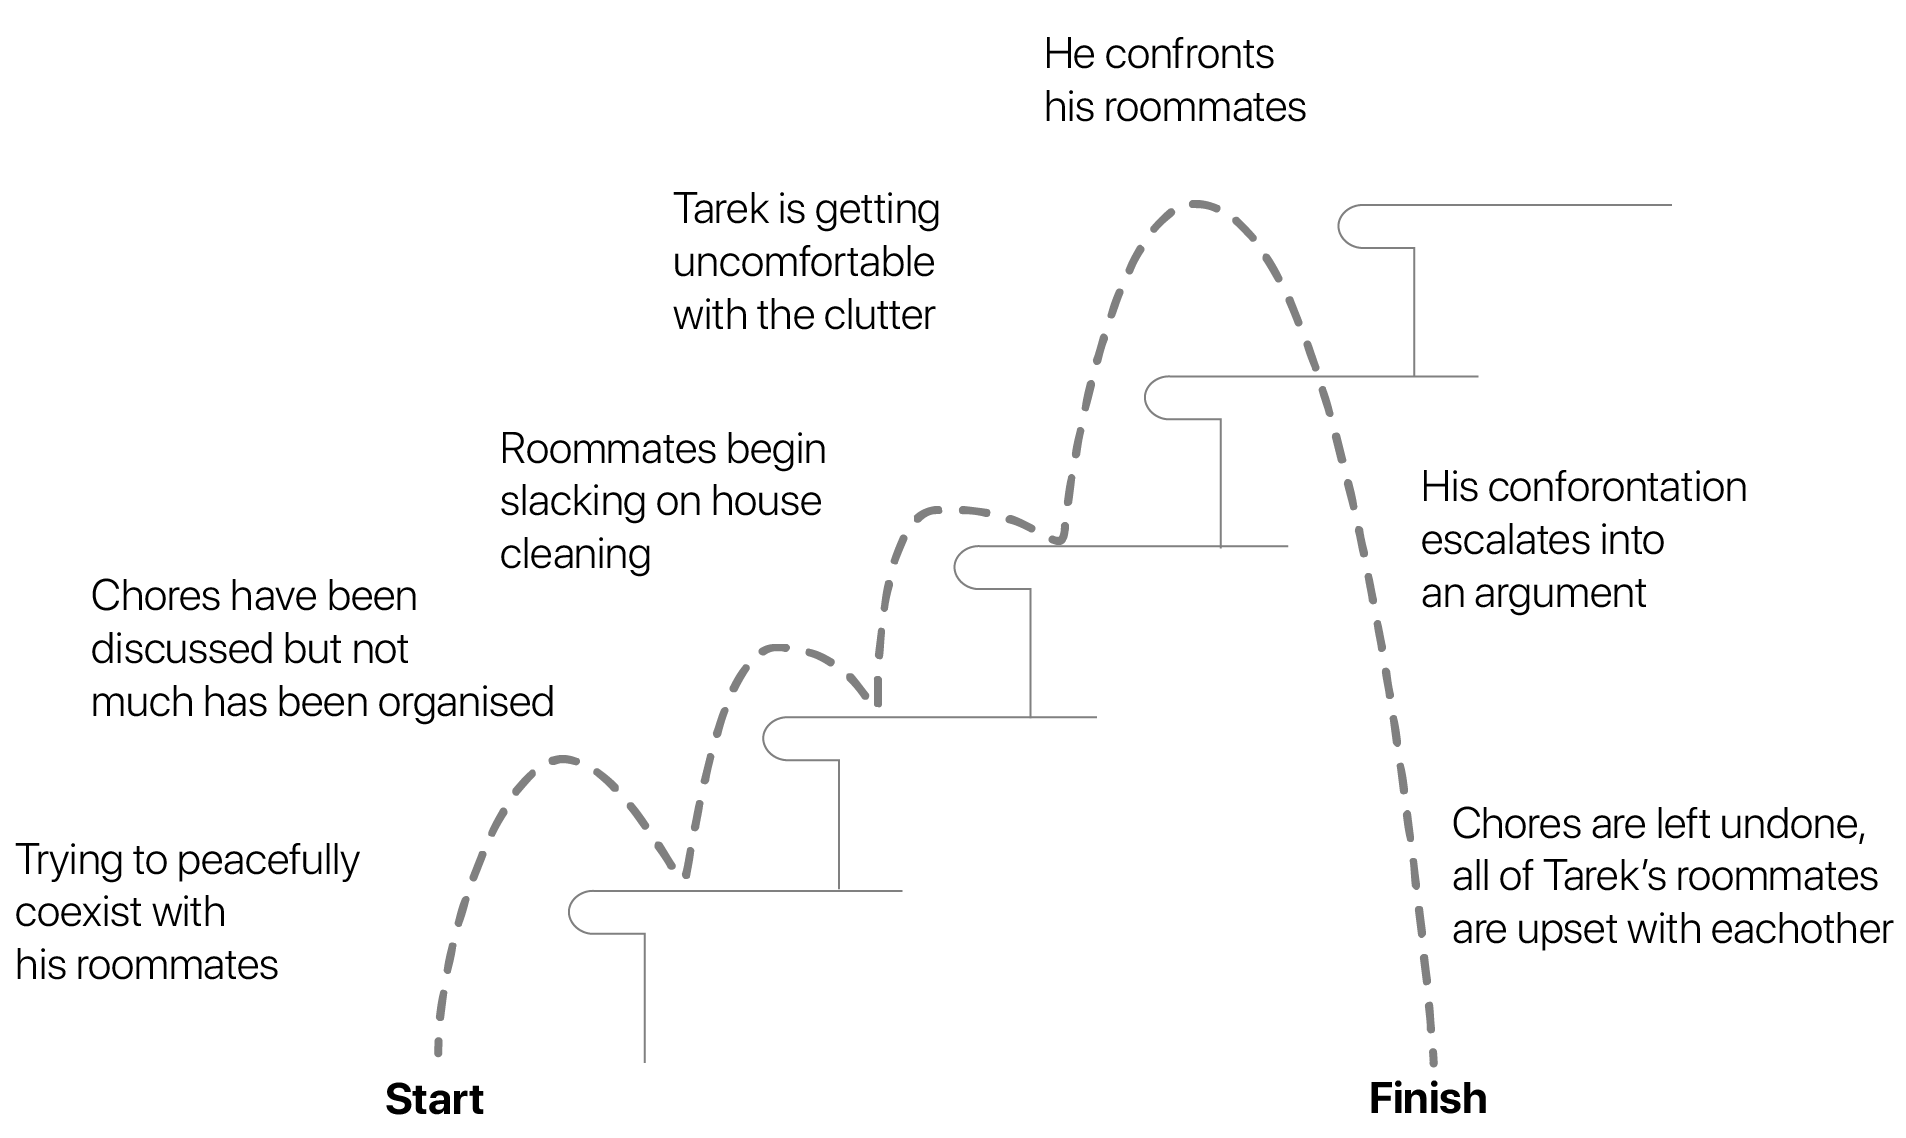 He confronts
his roommates
Tarek is getting
uncomfortable
with the clutter
Roommates begin
slacking on house
cleaning
His conforontation
escalates into
an argument
Chores have been
discussed but not
much has been organised
Chores are left undone,
all of Tarek’s roommates
are upset with eachother
Trying to peacefully
coexist with
his roommates
Start
Finish